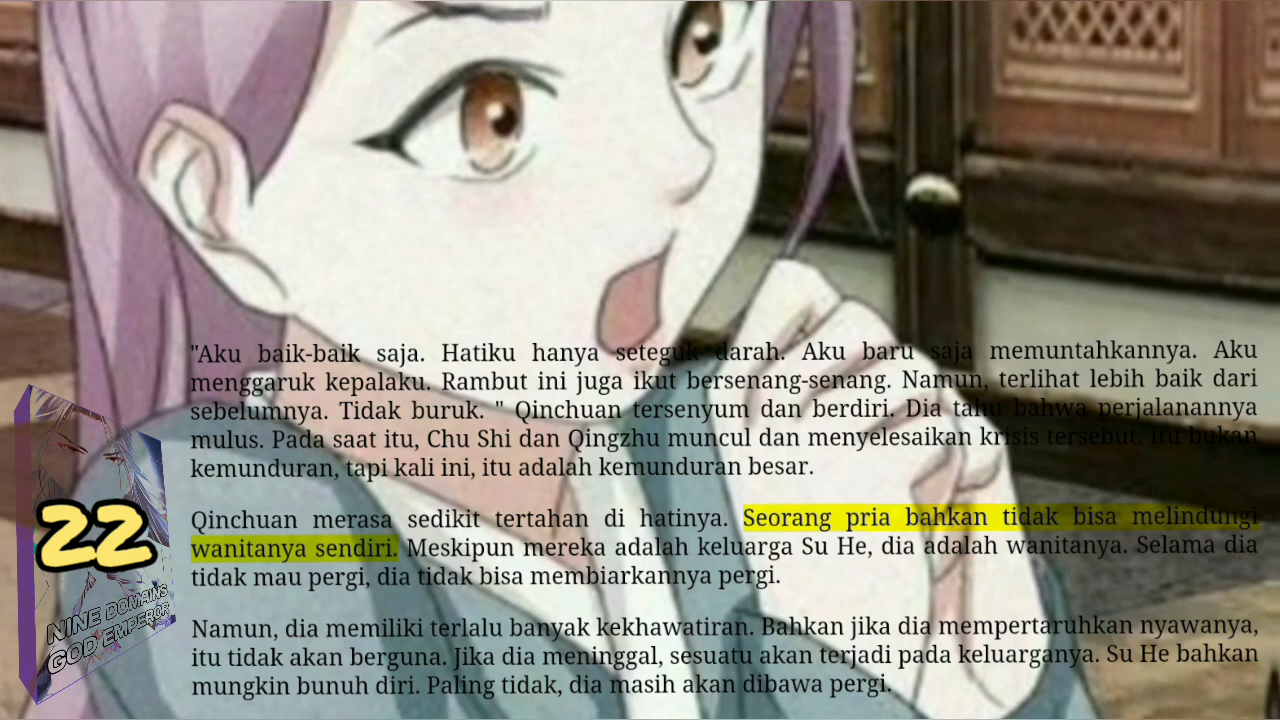 "Aku baik-baik saja. Hatiku hanya seteguk darah. Aku baru saja memuntahkannya. Aku
menggaruk kepalaku. Rambut ini juga ikut bersenang-senang. Namun, terlihat lebih baik dari
sebelumnya. Tidak buruk. " Qinchuan tersenyum dan berdiri. Dia tahu bahwa perjalanannya
mulus. Pada saat itu, Chu Shi dan Qingzhu muncul dan menyelesaikan krisis tersebut. Itu bukan
kemunduran, tapi kali ini, itu adalah kemunduran besar.
Qinchuan merasa sedikit tertahan di hatinya. Seorang pria bahkan tidak bisa melindungi
wanitanya sendiri. Meskipun mereka adalah keluarga Su He, dia adalah wanitanya. Selama dia
tidak mau pergi, dia tidak bisa membiarkannya pergi.
Namun, dia memiliki terlalu banyak kekhawatiran. Bahkan jika dia mempertaruhkan nyawanya,
itu tidak akan berguna. Jika dia meninggal, sesuatu akan terjadi pada keluarganya. Su He bahkan
mungkin bunuh diri. Paling tidak, dia masih akan dibawa pergi.
22
NINE DOMAINS
GOD EMPEROR